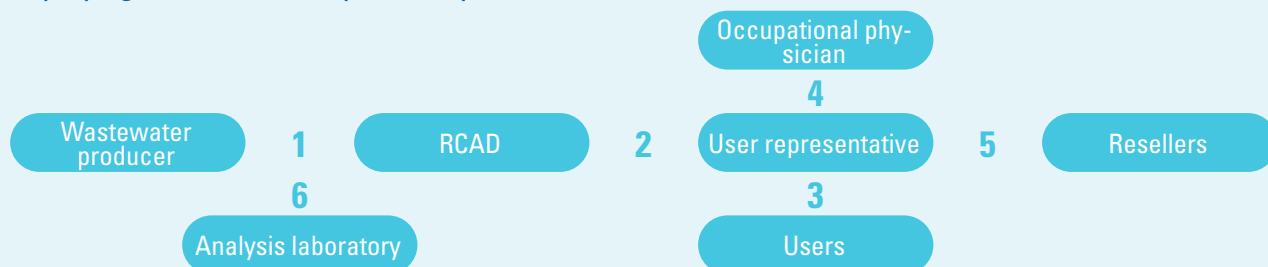 Occupational phy-
sician
4
Wastewater
producer
1
RCAD
2
User representative
5
Resellers
6
3
Analysis laboratory
Users